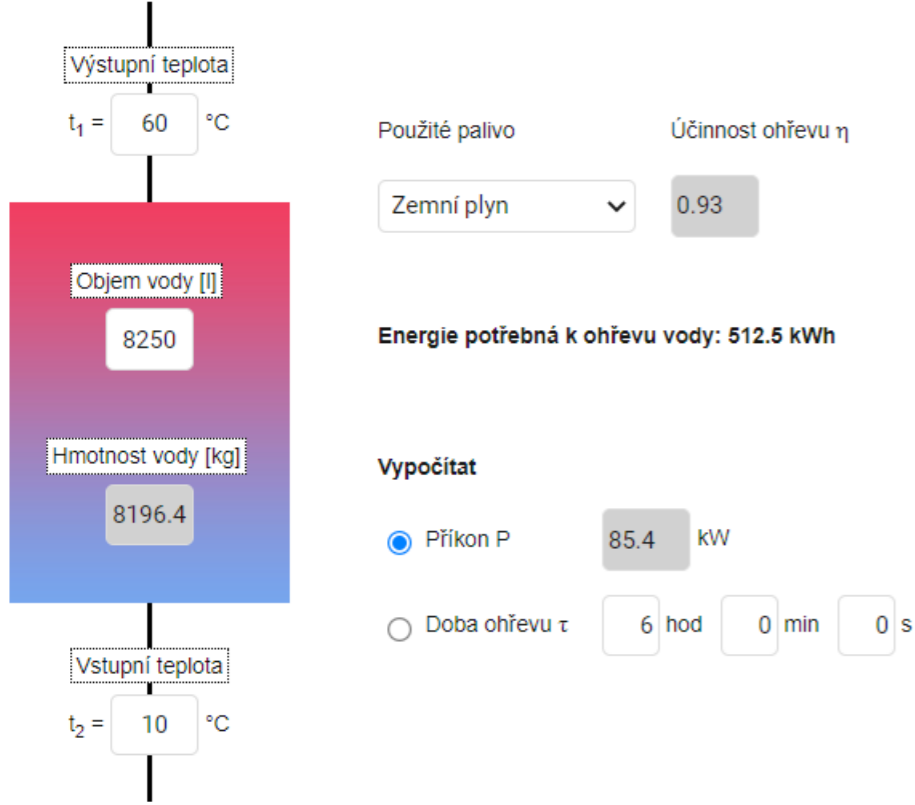 Výstupní teplota
t₁ = 60 °C
Použité palivo Účinnost ohřevu η
Zemní plyn 0.93
Objem vody [l]
8250
Energie potřebná k ohřevu vody: 512.5 kWh
Hmotnost vody [kg]
8196.4
Vypočítat
Příkon P 85.4 kW
Doba ohřevu τ 6 hod 0 min 0 s
Vstupní teplota
t₂ = 10 °C